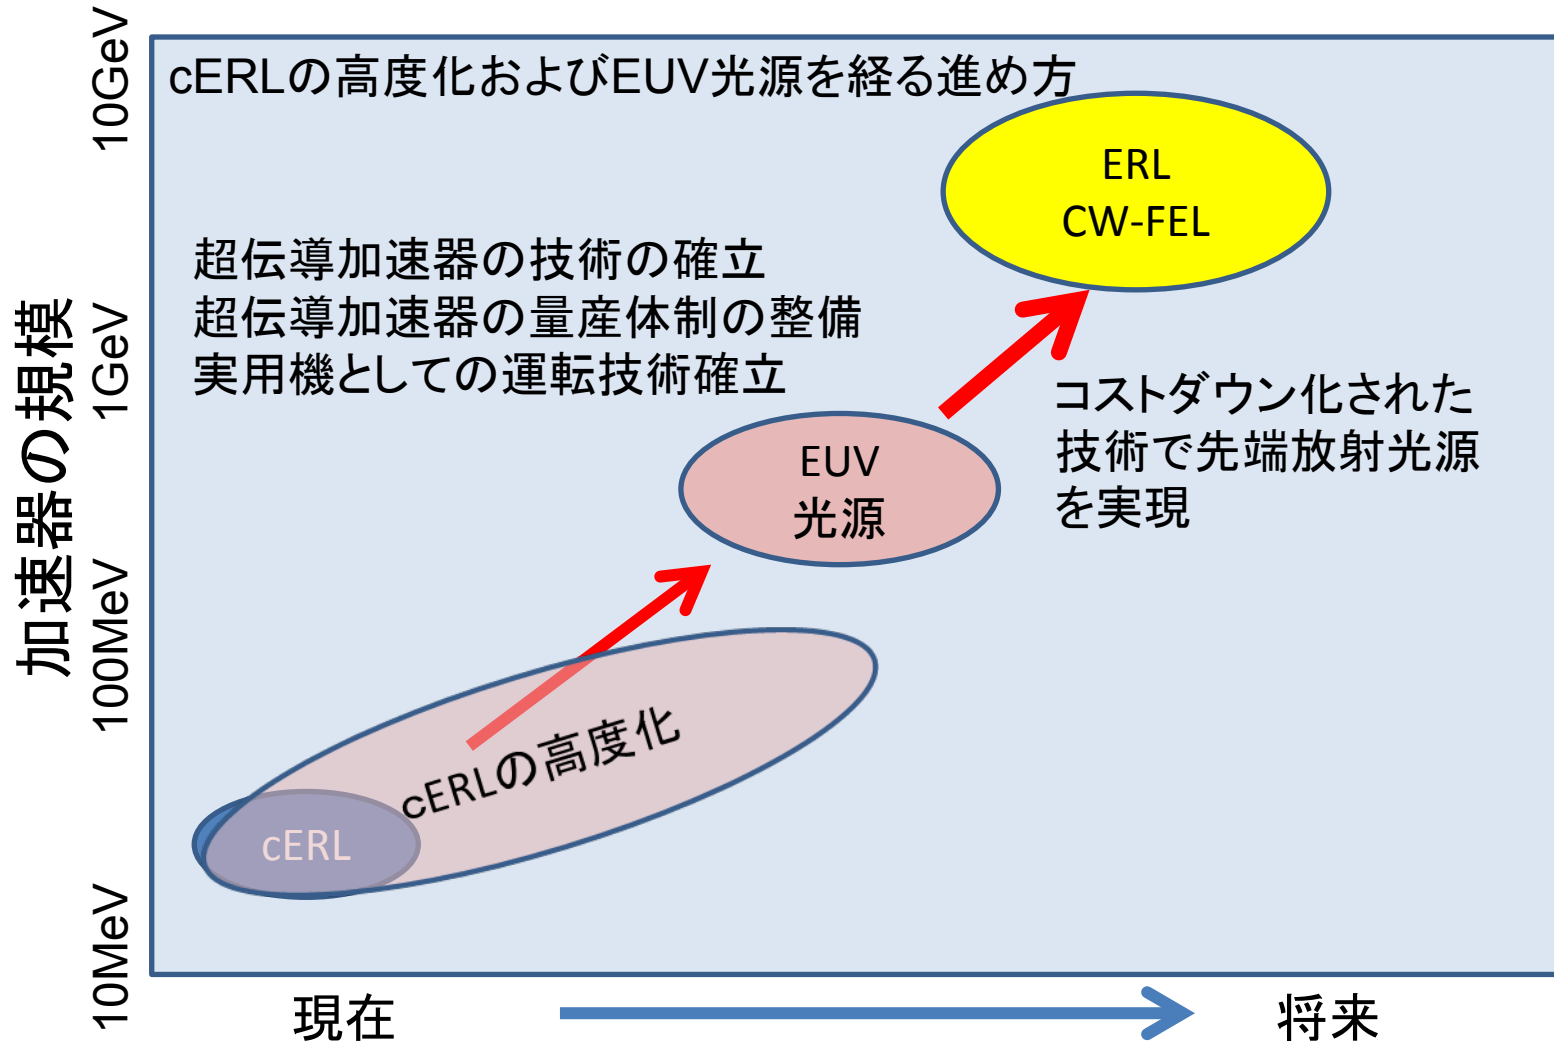 cERLの高度化およびEUV光源を経る進め方
ERL
CW-FEL
超伝導加速器の技術の確立
超伝導加速器の量産体制の整備
実用機としての運転技術確立
コストダウン化された
技術で先端放射光源
を実現
EUV
光源
cERLの高度化
cERL
加速器の規模
10GeV
1GeV
100MeV
10MeV
現在
将来